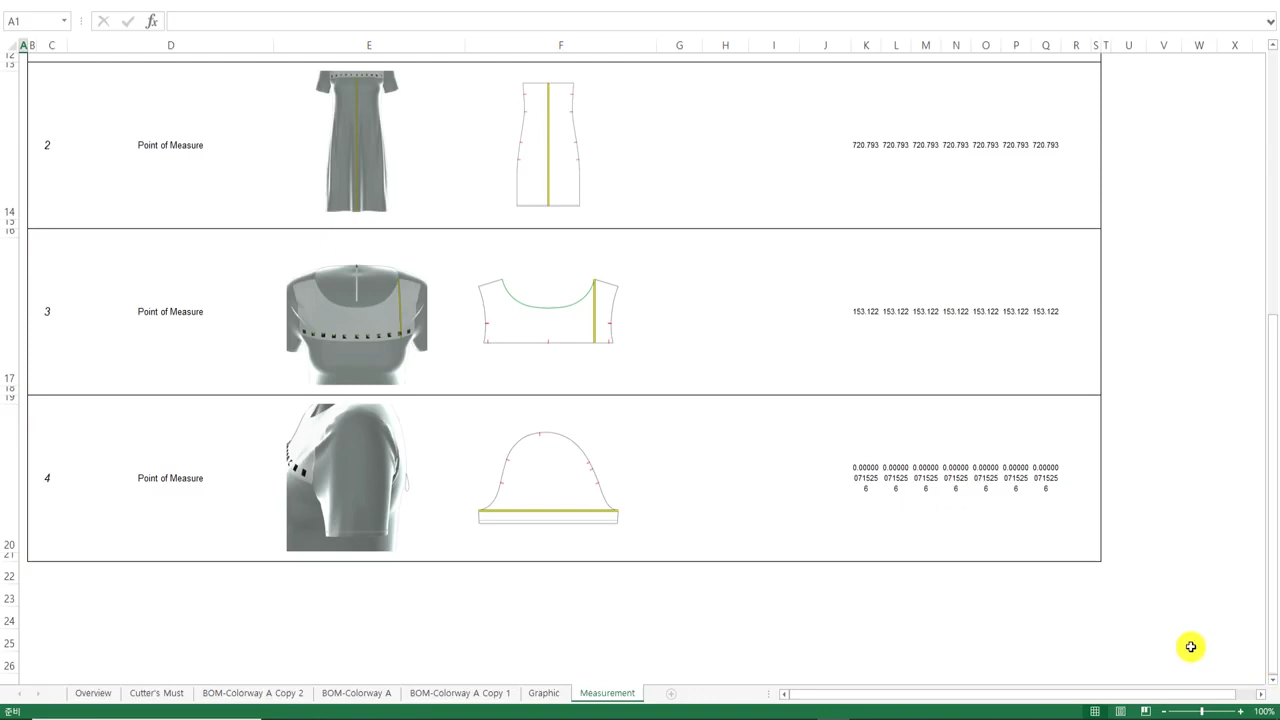 A1
fx
A B C D E F G H I J K L M N O P Q R S T U V W X
12
13
2 Point of Measure 720.793 720.793 720.793 720.793 720.793 720.793 720.793
14
15
16
3 Point of Measure 153.122 153.122 153.122 153.122 153.122 153.122 153.122
17
18
19
4 Point of Measure 0.00000 0.00000 0.00000 0.00000 0.00000 0.00000 0.00000
071525 071525 071525 071525 071525 071525 071525
6 6 6 6 6 6 6
20
21
22
23
24
25
26
Overview Cutter's Must BOM-Colorway A Copy 2 BOM-Colorway A BOM-Colorway A Copy 1 Graphic Measurement
준비 100%